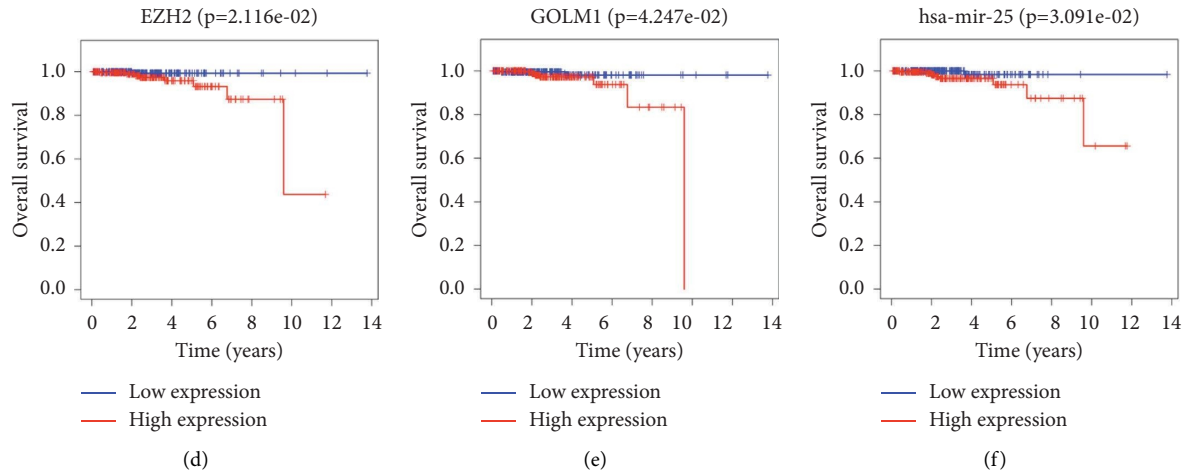 EZH2 (p=2.116e-02)
1.0
0.8
0.6
0.4
0.2
0.0
Overall survival
0 2 4 6 8 10 12 14
Time (years)
Low expression
High expression
(d)
GOLM1 (p=4.247e-02)
1.0
0.8
0.6
0.4
0.2
0.0
Overall survival
0 2 4 6 8 10 12 14
Time (years)
Low expression
High expression
(e)
hsa-mir-25 (p=3.091e-02)
1.0
0.8
0.6
0.4
0.2
0.0
Overall survival
0 2 4 6 8 10 12 14
Time (years)
Low expression
High expression
(f)